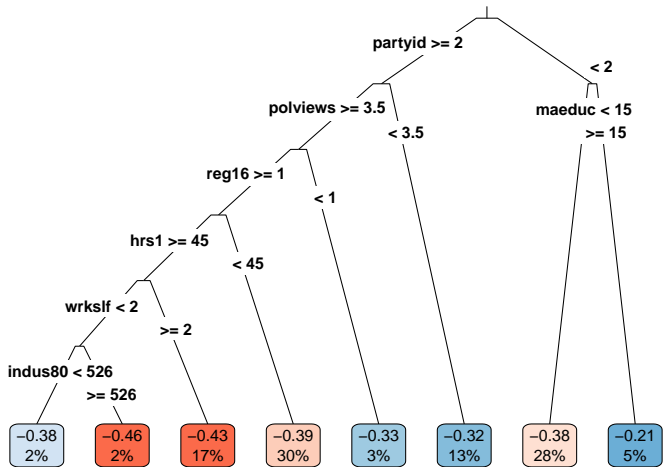 partyid >= 2
< 2
polviews >= 3.5
maeduc < 15
< 3.5
>= 15
reg16 >= 1
< 1
hrs1 >= 45
< 45
wrkslf < 2
>= 2
indus80 < 526
>= 526
−0.38 −0.46 −0.43 −0.39 −0.33 −0.32 −0.38 −0.21
2% 2% 17% 30% 3% 13% 28% 5%